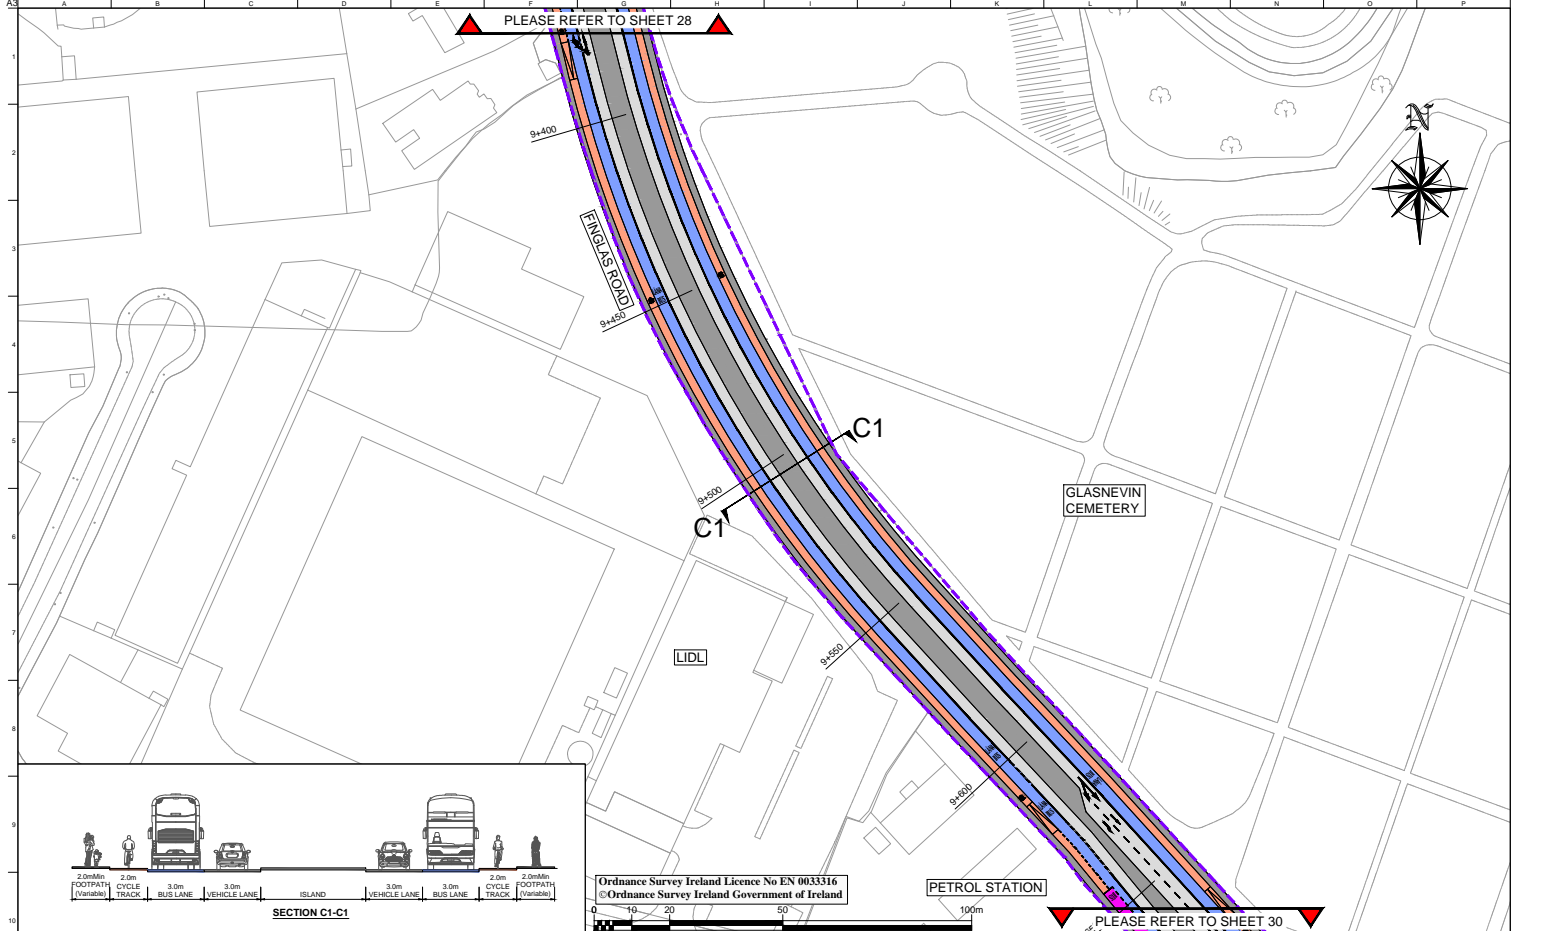 A3
A B C D E F G H I J K L M N O P
PLEASE REFER TO SHEET 28
1
2
3
4
5
6
7
8
9
10
N
9+400
FINGLAS ROAD
9+450
C1
9+500
C1
GLASNEVIN
CEMETERY
9+550
LIDL
9+600
2.0mMin
FOOTPATH
(Variable)
2.0m
CYCLE
TRACK
3.0m
BUS LANE
3.0m
VEHICLE LANE
ISLAND
3.0m
VEHICLE LANE
3.0m
BUS LANE
2.0m
CYCLE
TRACK
2.0mMin
FOOTPATH
(Variable)
SECTION C1-C1
Ordnance Survey Ireland Licence No EN 0033316
©Ordnance Survey Ireland Government of Ireland
0 10 20 50 100m
PETROL STATION
PLEASE REFER TO SHEET 30